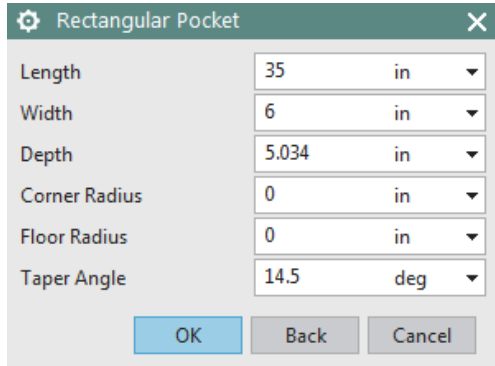 Rectangular Pocket
Length 35 in
Width 6 in
Depth 5.034 in
Corner Radius 0 in
Floor Radius 0 in
Taper Angle 14.5 deg
OK Back Cancel